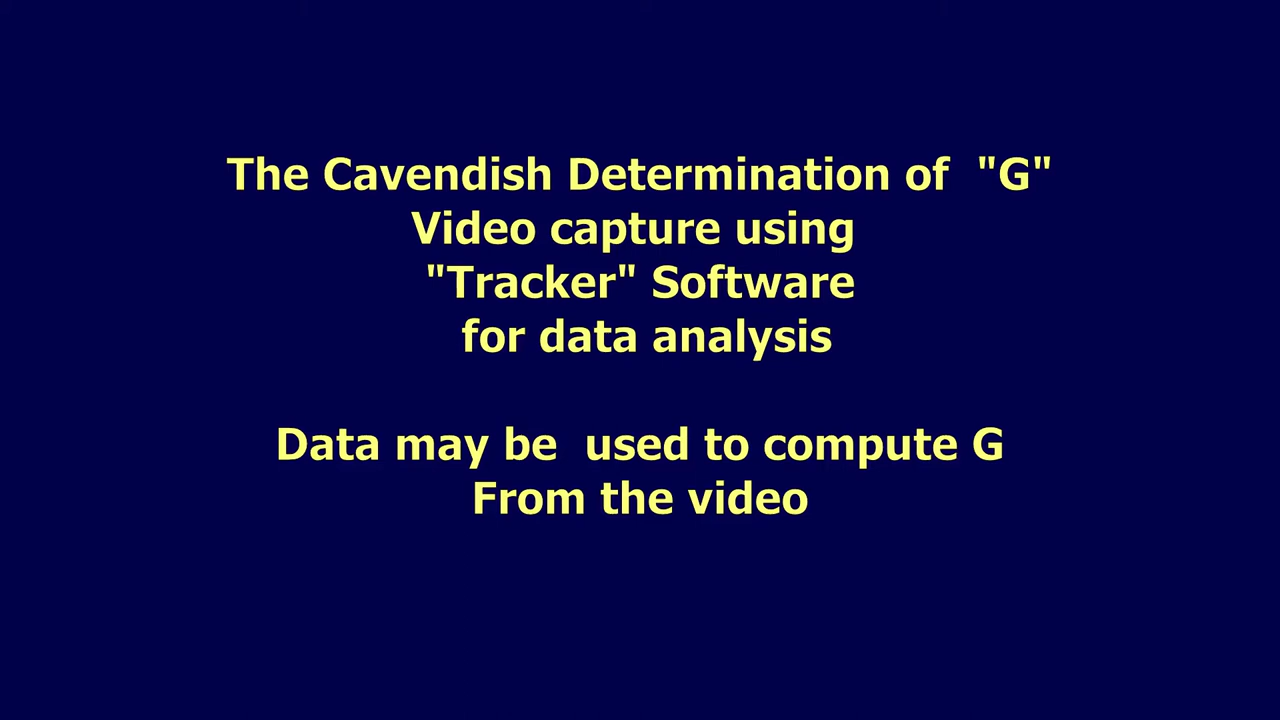 The Cavendish Determination of  "G"
Video capture using
"Tracker" Software
for data analysis
Data may be  used to compute G
From the video